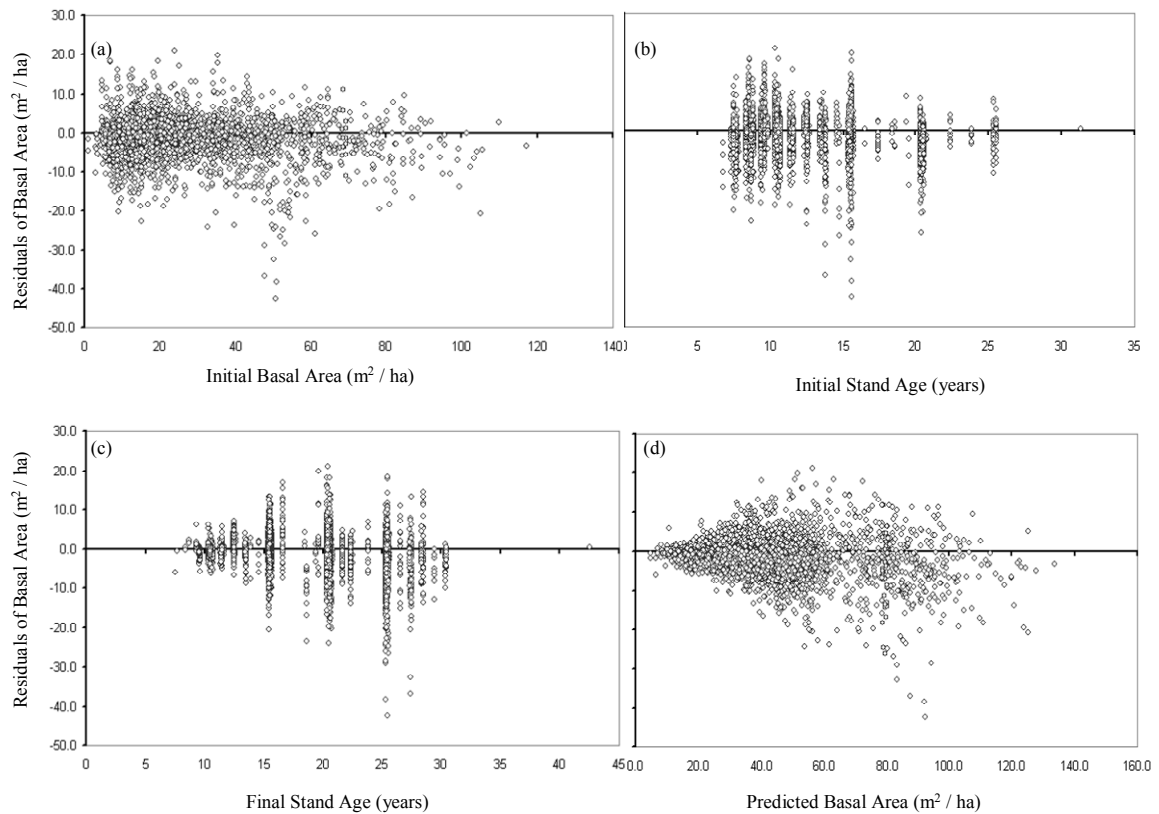 30.0
20.0
10.0
0.0
-10.0
-20.0
-30.0
-40.0
-50.0
(a)
Residuals of Basal Area (m² / ha)
0 20 40 60 80 100 120 140
Initial Basal Area (m² / ha)
(b)
0 5 10 15 20 25 30 35
Initial Stand Age (years)
30.0
20.0
10.0
0.0
-10.0
-20.0
-30.0
-40.0
-50.0
(c)
Residuals of Basal Area (m² / ha)
0 5 10 15 20 25 30 35 40 45
Final Stand Age (years)
(d)
0.0 20.0 40.0 60.0 80.0 100.0 120.0 140.0 160.0
Predicted Basal Area (m² / ha)